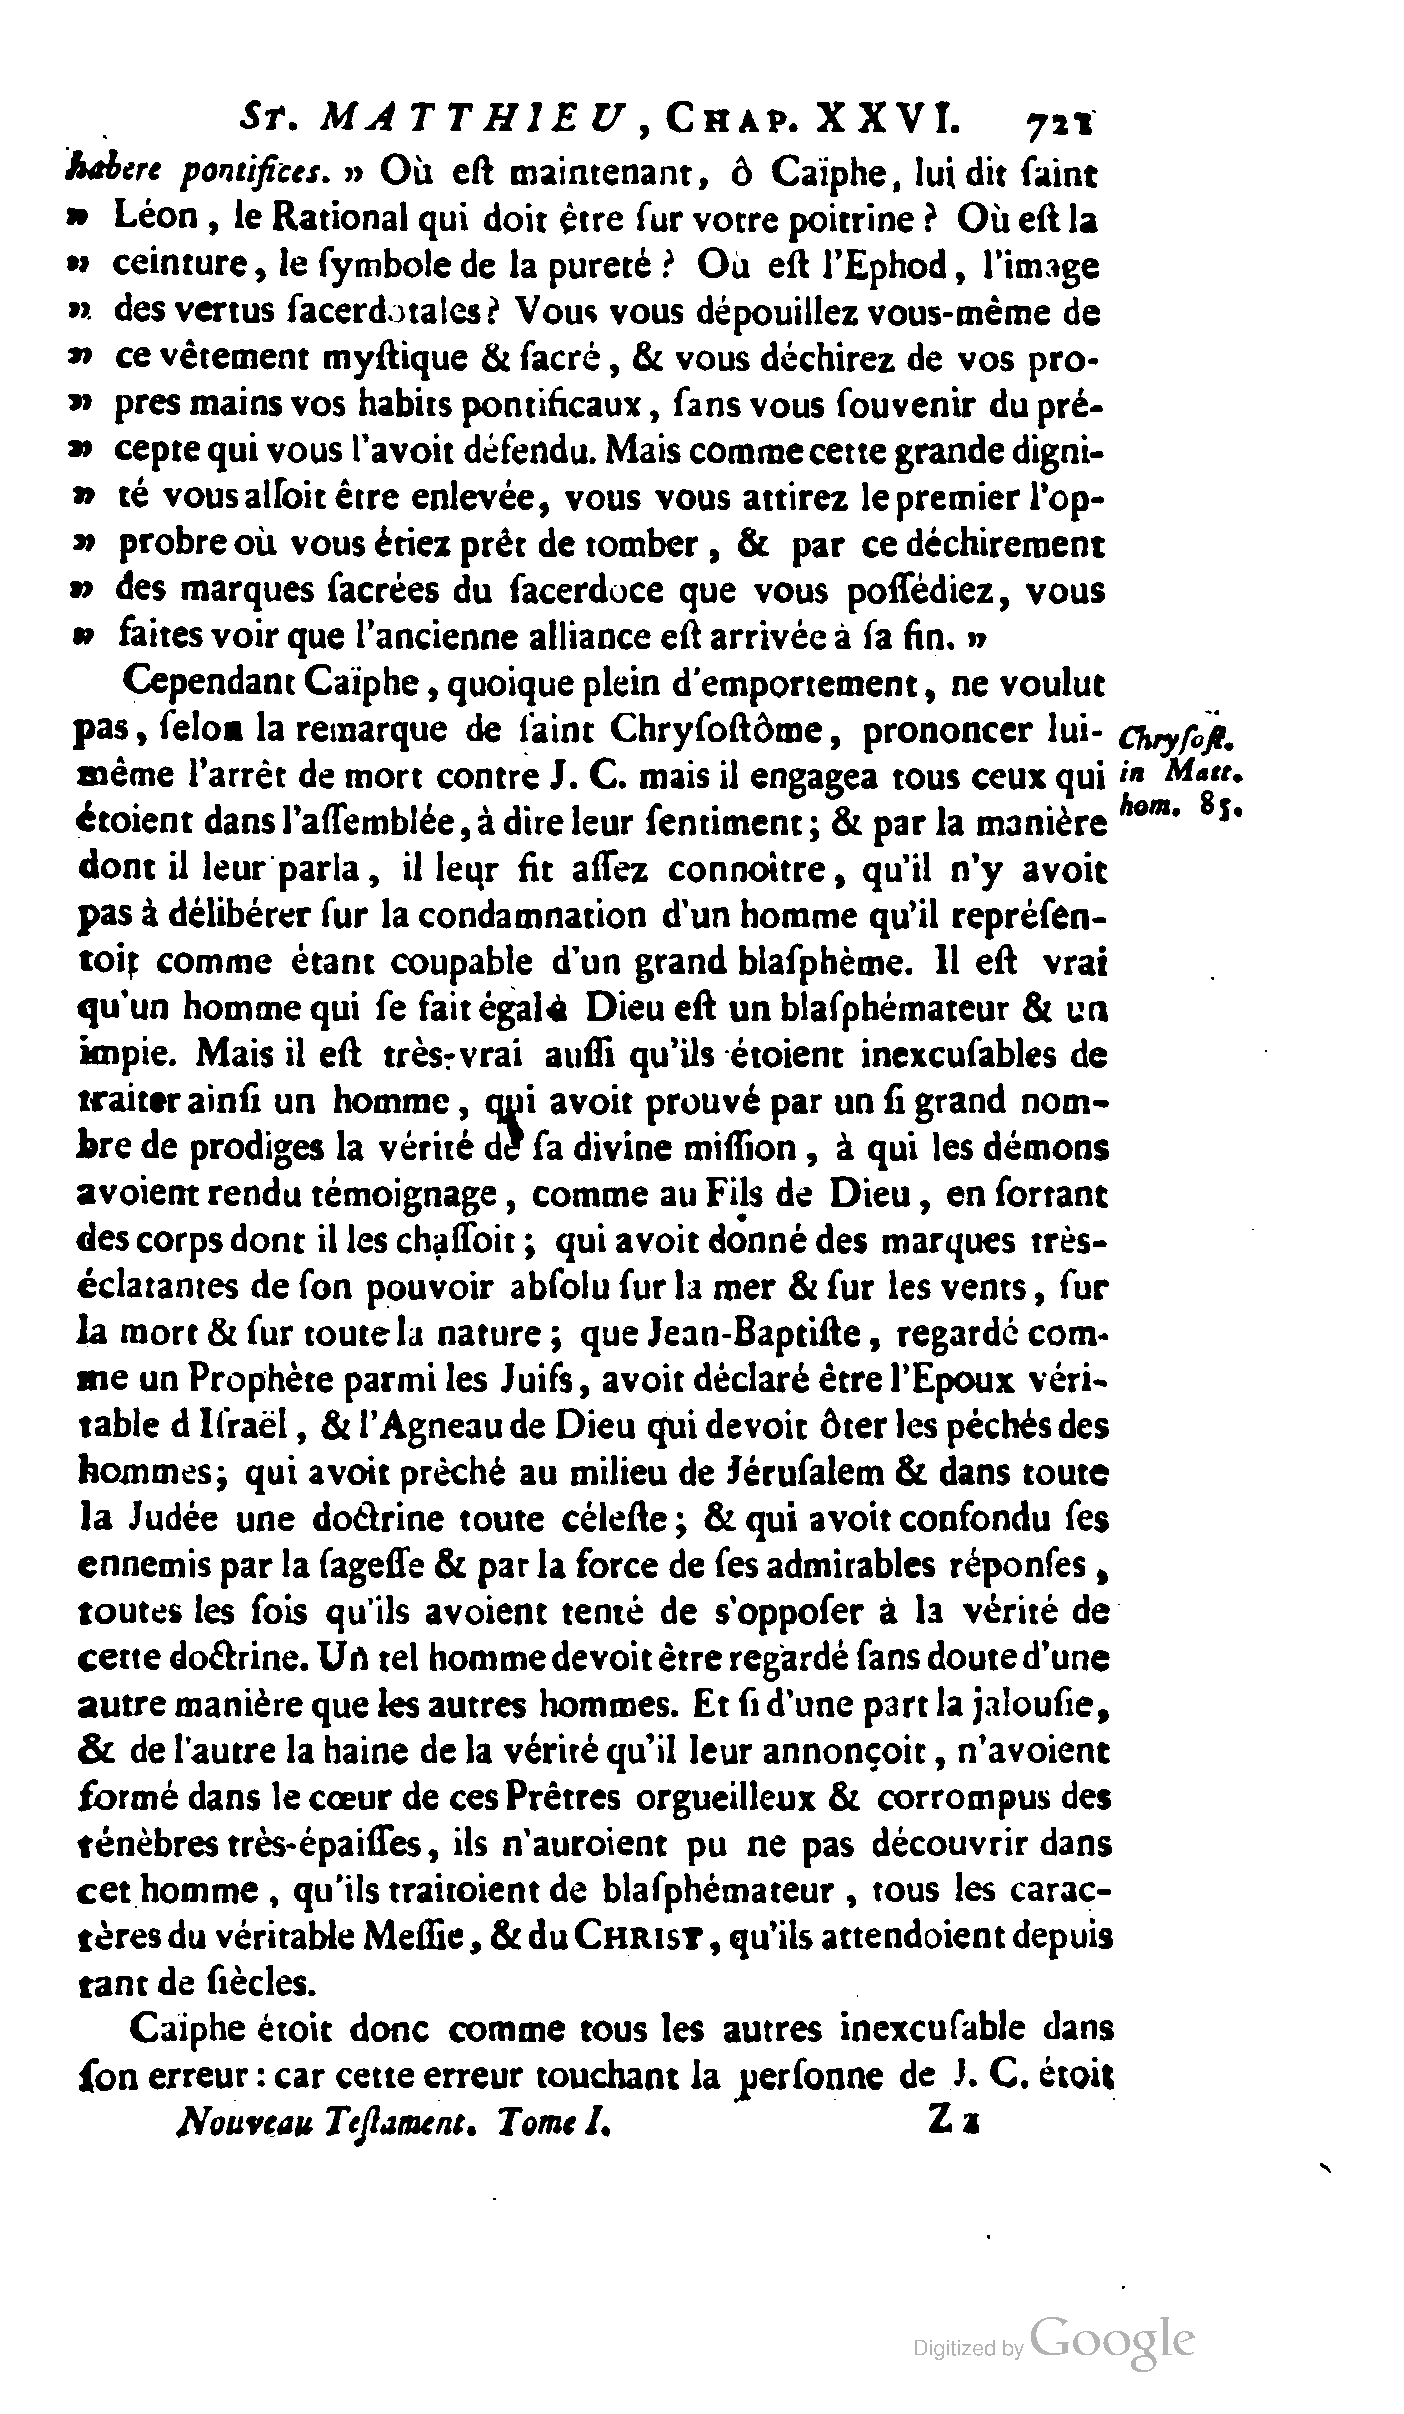 St. MATTHIEU, CHAP. XXVI. 721
habere pontifices. » Où eſt maintenant, ô Caïphe, lui dit ſaint
» Léon, le Rational qui doit être ſur votre poitrine ? Où eſt la
» ceinture, le ſymbole de la pureté ? Où eſt l'Ephod, l'image
» des vertus ſacerdotales ? Vous vous dépouillez vous-même de
» ce vêtement myſtique & ſacré, & vous déchirez de vos pro-
» pres mains vos habits pontificaux, ſans vous ſouvenir du pré-
» cepte qui vous l'avoit défendu. Mais comme cette grande digni-
» té vous alloit être enlevée, vous vous attirez le premier l'op-
» probre où vous étiez prêt de tomber, & par ce déchirement
» des marques ſacrées du ſacerdoce que vous poſſédiez, vous
» faites voir que l'ancienne alliance eſt arrivée à ſa fin. »
Cependant Caïphe, quoique plein d'emportement, ne voulut
pas, ſelon la remarque de ſaint Chryſoſtôme, prononcer lui-
même l'arrêt de mort contre J. C. mais il engagea tous ceux qui
étoient dans l'aſſemblée, à dire leur ſentiment ; & par la manière
dont il leur parla, il leur fit aſſez connoître, qu'il n'y avoit
pas à délibérer ſur la condamnation d'un homme qu'il repréſen-
toit comme étant coupable d'un grand blaſphème. Il eſt vrai
qu'un homme qui ſe fait égal à Dieu eſt un blaſphémateur & un
impie. Mais il eſt très-vrai auſſi qu'ils étoient inexcuſables de
traiter ainſi un homme, qui avoit prouvé par un ſi grand nom-
bre de prodiges la vérité de ſa divine miſſion, à qui les démons
avoient rendu témoignage, comme au Fils de Dieu, en ſortant
des corps dont il les chaſſoit ; qui avoit donné des marques très-
éclatantes de ſon pouvoir abſolu ſur la mer & ſur les vents, ſur
la mort & ſur toute la nature ; que Jean-Baptiſte, regardé com-
me un Prophète parmi les Juifs, avoit déclaré être l'Epoux véri-
table d Iſraël, & l'Agneau de Dieu qui devoit ôter les péchés des
hommes ; qui avoit prêché au milieu de Jéruſalem & dans toute
la Judée une doctrine toute céleſte ; & qui avoit confondu ſes
ennemis par la ſageſſe & par la force de ſes admirables réponſes,
toutes les fois qu'ils avoient tenté de s'oppoſer à la vérité de
cette doctrine. Un tel homme devoit être regardé ſans doute d'une
autre manière que les autres hommes. Et ſi d'une part la jalouſie,
& de l'autre la haine de la vérité qu'il leur annonçoit, n'avoient
formé dans le cœur de ces Prêtres orgueilleux & corrompus des
ténèbres très-épaiſſes, ils n'auroient pu ne pas découvrir dans
cet homme, qu'ils traitoient de blaſphémateur, tous les carac-
tères du véritable Meſſie, & du CHRIST, qu'ils attendoient depuis
tant de ſiècles.
Caïphe étoit donc comme tous les autres inexcuſable dans
ſon erreur : car cette erreur touchant la perſonne de J. C. étoit
Nouveau Teſtament. Tome I. Z z
Chryſoſt.
in Matt.
hom. 85.
Digitized by Google